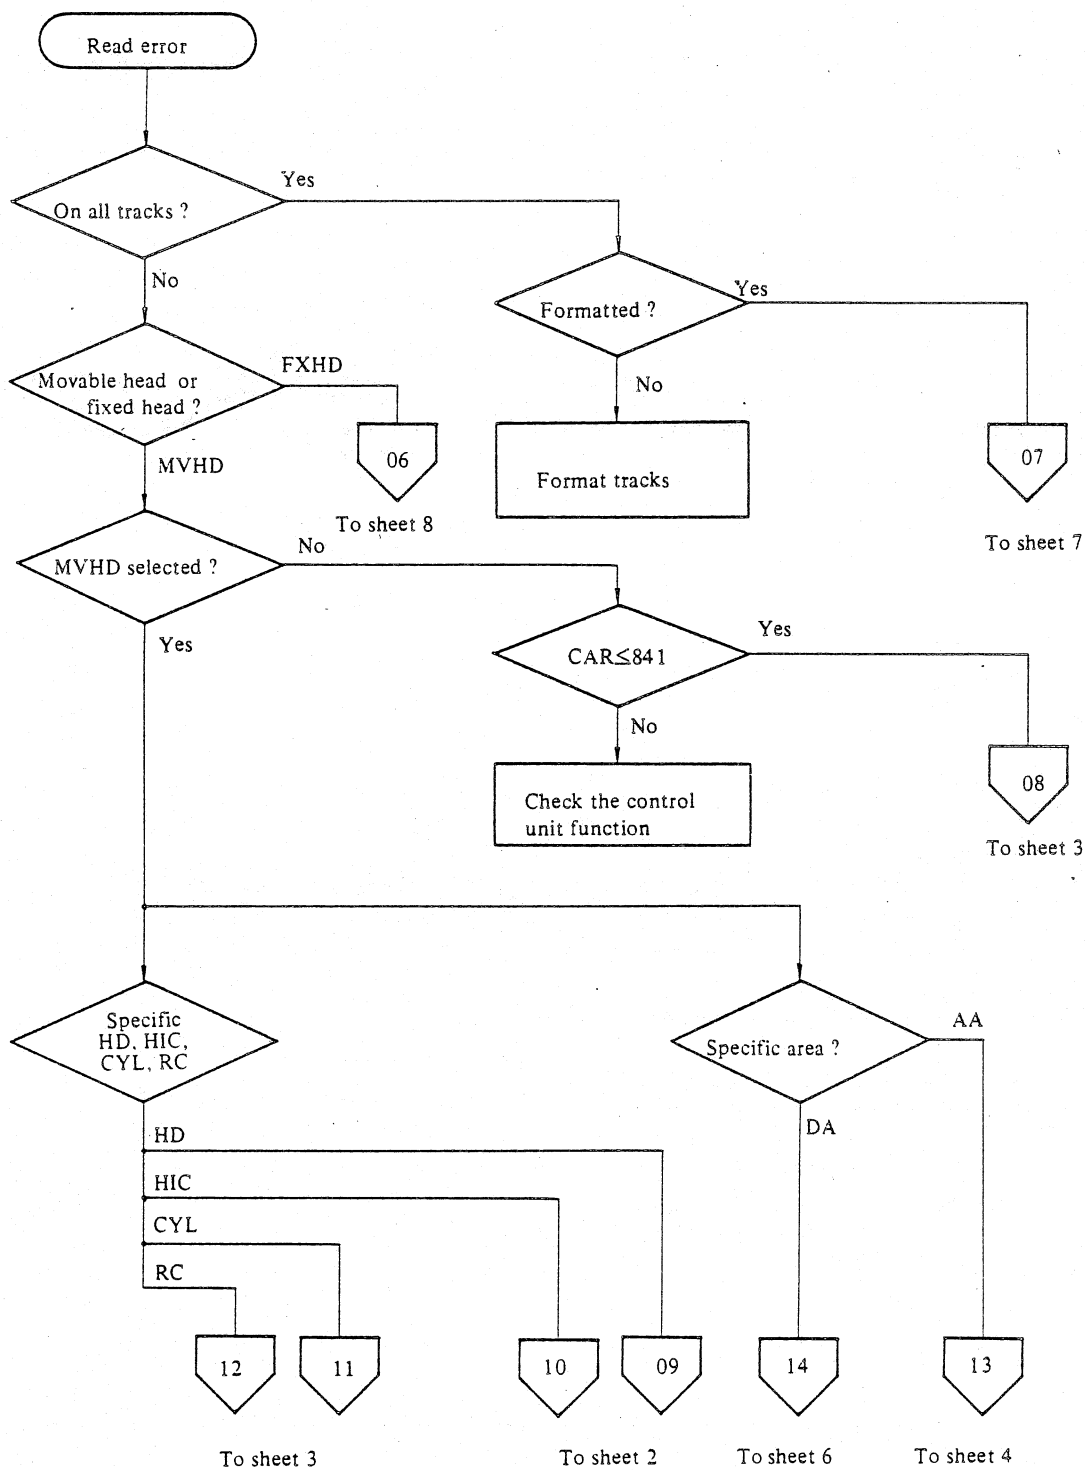 Read error
On all tracks ?
Yes
No
Formatted ?
Yes
No
Format tracks
07
To sheet 7
Movable head or
fixed head ?
FXHD
06
To sheet 8
MVHD
MVHD selected ?
No
Yes
CAR≤841
Yes
No
Check the control
unit function
08
To sheet 3
Specific
HD, HIC,
CYL, RC
Specific area ?
AA
DA
HD
HIC
CYL
RC
12
11
10
09
14
13
To sheet 3
To sheet 2
To sheet 6
To sheet 4